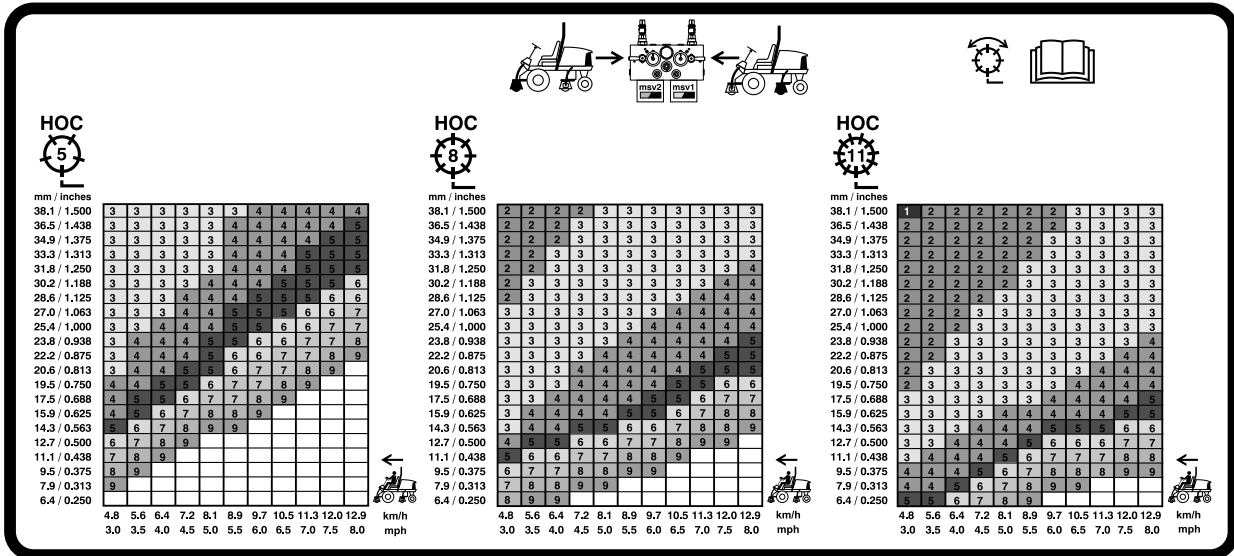 msv2 msv1
HOC
5
mm / inches
38.1 / 1.500 3 3 3 3 3 3 4 4 4 4 4
36.5 / 1.438 3 3 3 3 3 4 4 4 4 4 5
34.9 / 1.375 3 3 3 3 3 4 4 4 4 5 5
33.3 / 1.313 3 3 3 3 3 4 4 4 5 5 5
31.8 / 1.250 3 3 3 3 3 4 4 4 5 5 5
30.2 / 1.188 3 3 3 3 4 4 4 5 5 5 6
28.6 / 1.125 3 3 3 4 4 4 5 5 5 6 6
27.0 / 1.063 3 3 3 4 4 5 5 5 6 6 7
25.4 / 1.000 3 3 4 4 4 5 5 6 6 7 7
23.8 / 0.938 3 4 4 4 5 5 6 6 7 7 8
22.2 / 0.875 3 4 4 4 5 6 6 7 7 8 9
20.6 / 0.813 3 4 4 5 5 6 7 7 8 9
19.5 / 0.750 4 4 5 5 6 7 7 8 9
17.5 / 0.688 4 5 5 6 7 7 8 9
15.9 / 0.625 4 5 6 7 8 8 9
14.3 / 0.563 5 6 7 8 9 9
12.7 / 0.500 6 7 8 9
11.1 / 0.438 7 8 9
9.5 / 0.375 8 9
7.9 / 0.313 9
6.4 / 0.250
4.8 5.6 6.4 7.2 8.1 8.9 9.7 10.5 11.3 12.0 12.9 km/h
3.0 3.5 4.0 4.5 5.0 5.5 6.0 6.5 7.0 7.5 8.0 mph
HOC
8
mm / inches
38.1 / 1.500 2 2 2 2 3 3 3 3 3 3 3
36.5 / 1.438 2 2 2 3 3 3 3 3 3 3 3
34.9 / 1.375 2 2 2 3 3 3 3 3 3 3 3
33.3 / 1.313 2 2 3 3 3 3 3 3 3 3 3
31.8 / 1.250 2 2 3 3 3 3 3 3 3 3 4
30.2 / 1.188 2 3 3 3 3 3 3 3 3 4 4
28.6 / 1.125 2 3 3 3 3 3 3 3 4 4 4
27.0 / 1.063 3 3 3 3 3 3 3 4 4 4 4
25.4 / 1.000 3 3 3 3 3 3 4 4 4 4 4
23.8 / 0.938 3 3 3 3 3 4 4 4 4 4 5
22.2 / 0.875 3 3 3 3 4 4 4 4 4 5 5
20.6 / 0.813 3 3 3 4 4 4 4 4 5 5 5
19.5 / 0.750 3 3 3 4 4 4 4 5 5 6 6
17.5 / 0.688 3 3 4 4 4 4 5 5 6 7 7
15.9 / 0.625 3 4 4 4 4 5 5 6 7 8 8
14.3 / 0.563 3 4 4 5 5 6 6 7 7 8 8
12.7 / 0.500 4 5 5 6 6 7 7 8 9 9
11.1 / 0.438 5 6 6 7 7 8 8 9
9.5 / 0.375 6 7 7 8 8 9 9
7.9 / 0.313 7 8 8 9 9
6.4 / 0.250 8 9 9
4.8 5.6 6.4 7.2 8.1 8.9 9.7 10.5 11.3 12.0 12.9 km/h
3.0 3.5 4.0 4.5 5.0 5.5 6.0 6.5 7.0 7.5 8.0 mph
HOC
11
mm / inches
38.1 / 1.500 1 2 2 2 2 2 2 3 3 3 3
36.5 / 1.438 2 2 2 2 2 2 2 3 3 3 3
34.9 / 1.375 2 2 2 2 2 2 3 3 3 3 3
33.3 / 1.313 2 2 2 2 2 2 3 3 3 3 3
31.8 / 1.250 2 2 2 2 2 3 3 3 3 3 3
30.2 / 1.188 2 2 2 2 2 3 3 3 3 3 3
28.6 / 1.125 2 2 2 2 3 3 3 3 3 3 3
27.0 / 1.063 2 2 2 3 3 3 3 3 3 3 3
25.4 / 1.000 2 2 2 3 3 3 3 3 3 3 3
23.8 / 0.938 2 2 3 3 3 3 3 3 3 3 4
22.2 / 0.875 2 2 3 3 3 3 3 3 3 4 4
20.6 / 0.813 2 3 3 3 3 3 3 3 4 4 4
19.5 / 0.750 2 3 3 3 3 3 3 4 4 4 4
17.5 / 0.688 3 3 3 3 3 3 4 4 4 4 5
15.9 / 0.625 3 3 3 3 4 4 4 4 4 5 5
14.3 / 0.563 3 3 3 4 4 4 5 5 5 6 6
12.7 / 0.500 3 3 4 4 4 5 5 6 6 6 7
11.1 / 0.438 3 4 4 4 5 6 6 7 7 8 8
9.5 / 0.375 4 4 4 5 6 7 7 8 8 9 9
7.9 / 0.313 4 4 5 6 7 8 9 9
6.4 / 0.250 5 5 6 7 8 9
4.8 5.6 6.4 7.2 8.1 8.9 9.7 10.5 11.3 12.0 12.9 km/h
3.0 3.5 4.0 4.5 5.0 5.5 6.0 6.5 7.0 7.5 8.0 mph